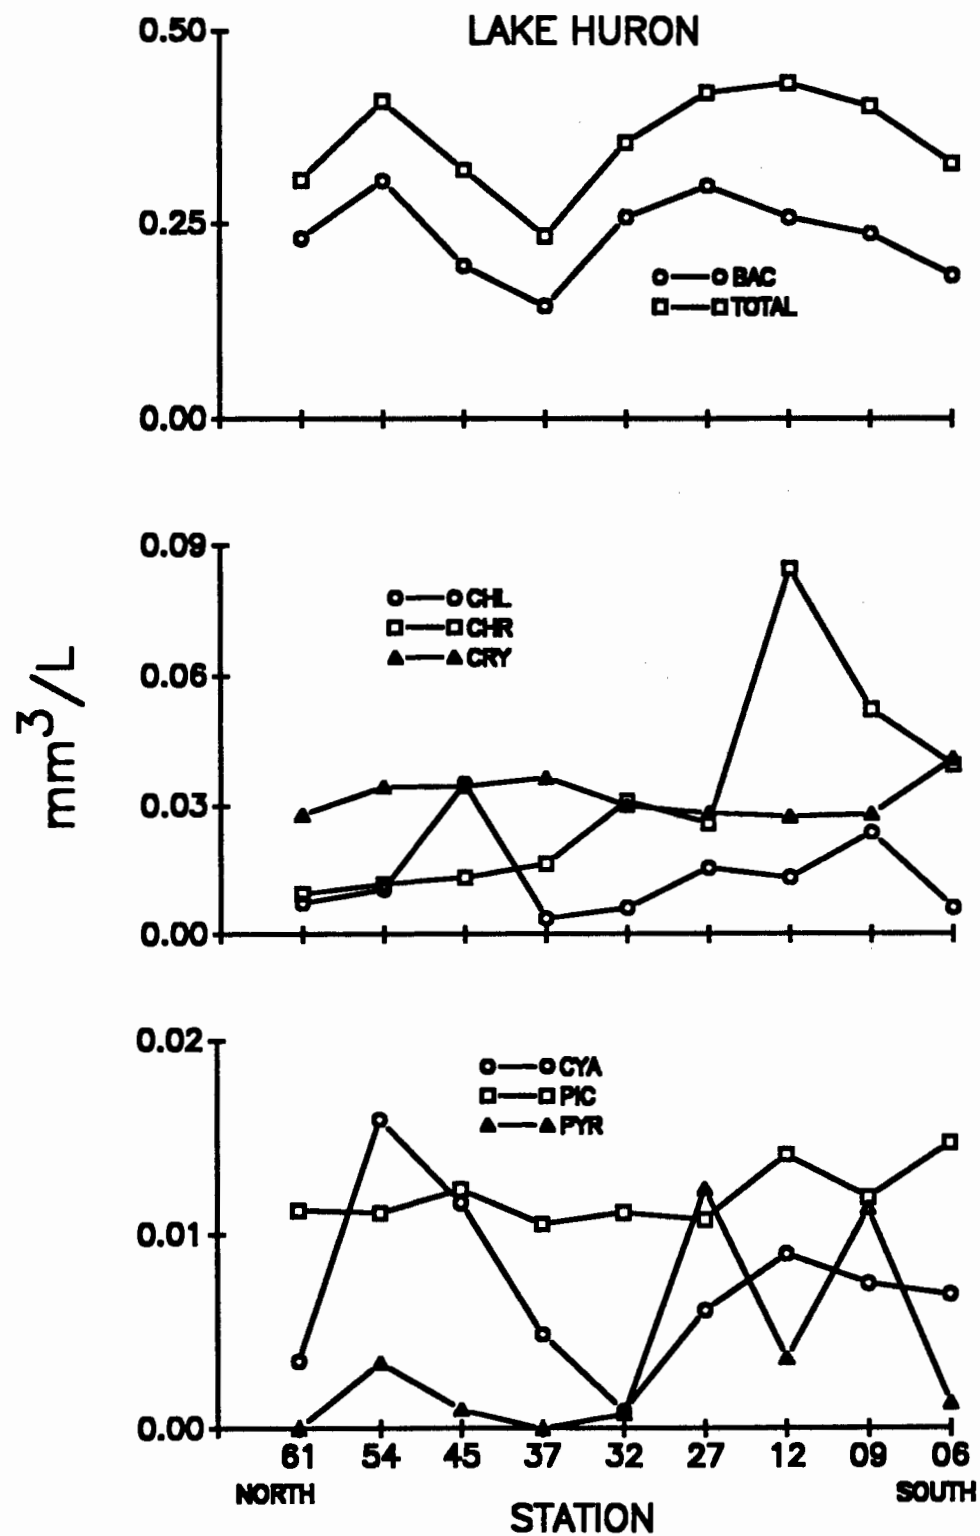 LAKE HURON
0.50
0.25
0.00
BAC
TOTAL
mm³/L
0.09
0.06
0.03
0.00
CHL
CHR
CRY
0.02
0.01
0.00
CYA
PIC
PYR
61 54 45 37 32 27 12 09 06
NORTH SOUTH
STATION